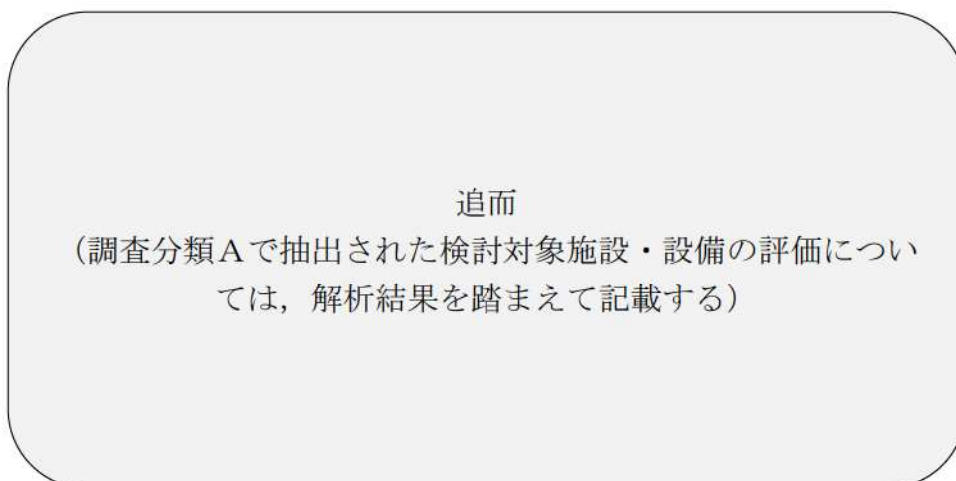 追而
(調査分類Aで抽出された検討対象施設・設備の評価につい
ては，解析結果を踏まえて記載する)